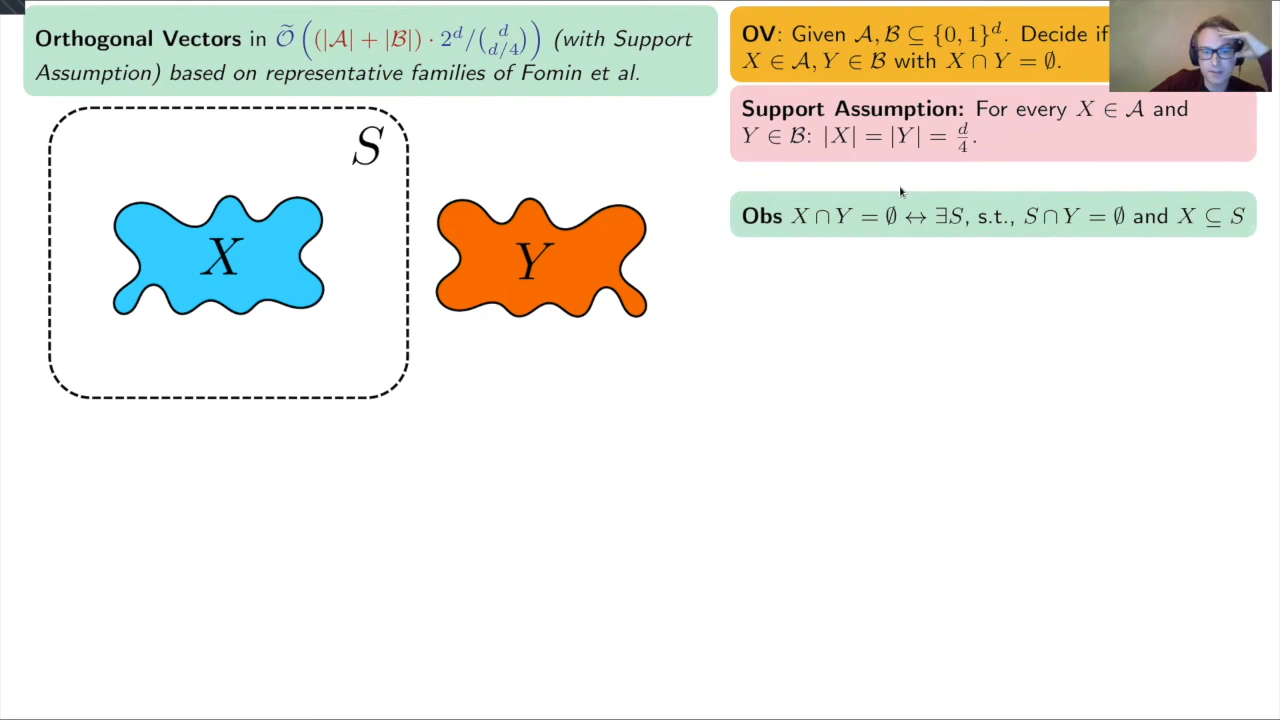 Orthogonal Vectors in Õ((|𝒜| + |ℬ|) · 2^d/\binom{d}{d/4}) (with Support
Assumption) based on representative families of Fomin et al.
OV: Given 𝒜, ℬ ⊆ {0, 1}^d. Decide if
X ∈ 𝒜, Y ∈ ℬ with X ∩ Y = ∅.
Support Assumption: For every X ∈ 𝒜 and
Y ∈ ℬ: |X| = |Y| = d/4.
Obs X ∩ Y = ∅ ↔ ∃S, s.t., S ∩ Y = ∅ and X ⊆ S
S
X
Y